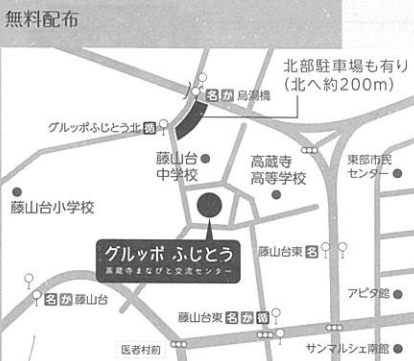 無料配布
北部駐車場も有り
(北へ約200m)
名 か 鳥洞橋
グルッポふじとう北 循
藤山台
中学校
高蔵寺
高等学校
東部市民
センター
藤山台小学校
グルッポ ふじとう
高蔵寺まなびと交流センター
藤山台東 名
名 か 藤山台
アピタ館
藤山台東 名 か 循
医者村前
サンマルシェ南館